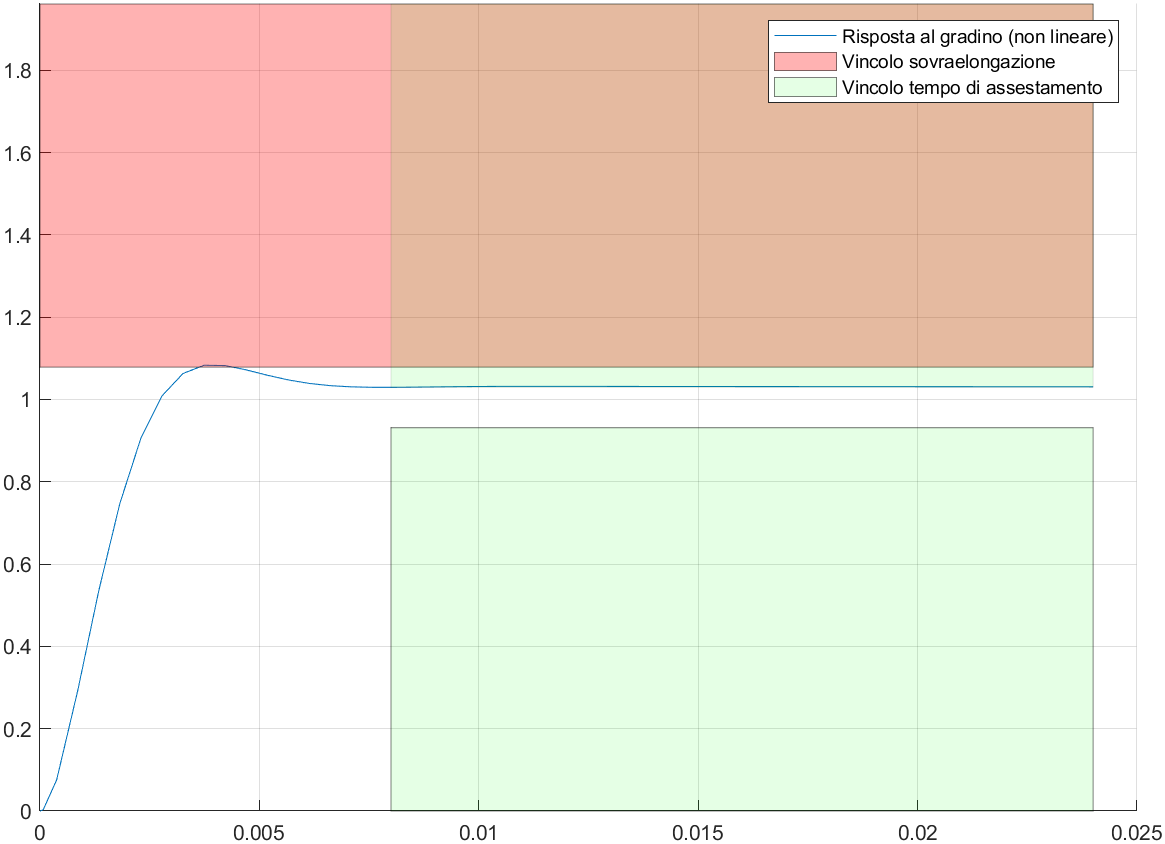 Risposta al gradino (non lineare)
Vincolo sovraelongazione
Vincolo tempo di assestamento
1.8
1.6
1.4
1.2
1
0.8
0.6
0.4
0.2
0
0 0.005 0.01 0.015 0.02 0.025